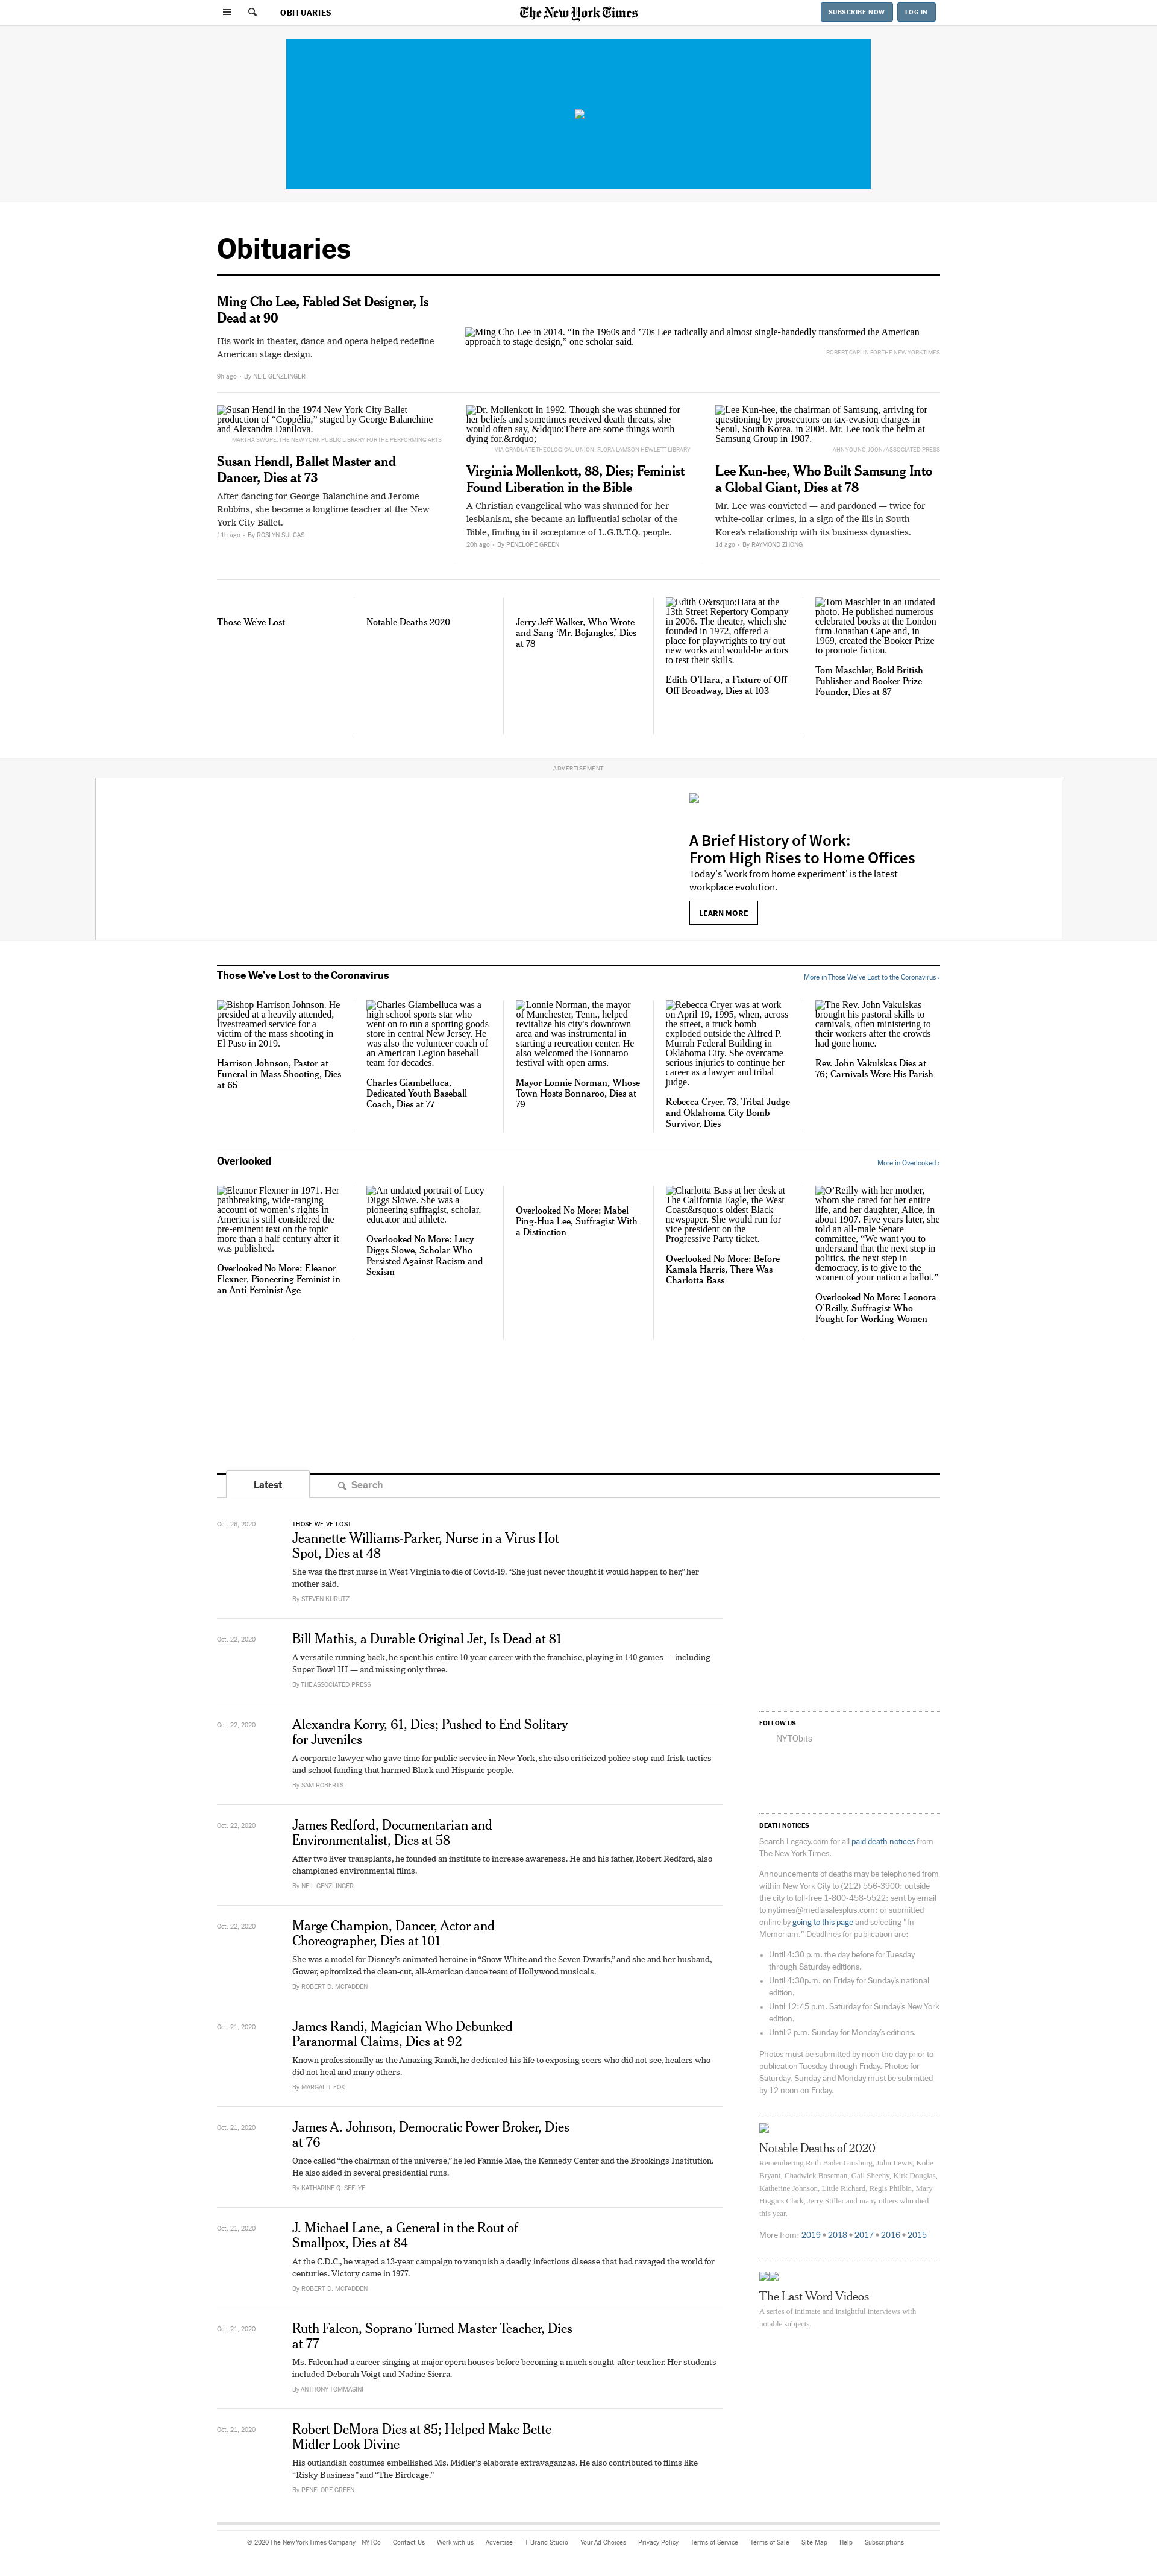 OBITUARIES
The New York Times
SUBSCRIBE NOW
LOG IN
Obituaries
Ming Cho Lee, Fabled Set Designer, Is
Dead at 90
His work in theater, dance and opera helped redefine
American stage design.
9h ago • By NEIL GENZLINGER
Ming Cho Lee in 2014. “In the 1960s and ’70s Lee radically and almost single-handedly transformed the American
approach to stage design,” one scholar said.
ROBERT CAPLIN FOR THE NEW YORK TIMES
Susan Hendl in the 1974 New York City Ballet
production of “Coppélia,” staged by George Balanchine
and Alexandra Danilova.
MARTHA SWOPE, THE NEW YORK PUBLIC LIBRARY FOR THE PERFORMING ARTS
Susan Hendl, Ballet Master and
Dancer, Dies at 73
After dancing for George Balanchine and Jerome
Robbins, she became a longtime teacher at the New
York City Ballet.
11h ago • By ROSLYN SULCAS
Dr. Mollenkott in 1992. Though she was shunned for
her beliefs and sometimes received death threats, she
would often say, &ldquo;There are some things worth
dying for.&rdquo;
VIA GRADUATE THEOLOGICAL UNION, FLORA LAMSON HEWLETT LIBRARY
Virginia Mollenkott, 88, Dies; Feminist
Found Liberation in the Bible
A Christian evangelical who was shunned for her
lesbianism, she became an influential scholar of the
Bible, finding in it acceptance of L.G.B.T.Q. people.
20h ago • By PENELOPE GREEN
Lee Kun-hee, the chairman of Samsung, arriving for
questioning by prosecutors on tax-evasion charges in
Seoul, South Korea, in 2008. Mr. Lee took the helm at
Samsung Group in 1987.
AHN YOUNG-JOON/ASSOCIATED PRESS
Lee Kun-hee, Who Built Samsung Into
a Global Giant, Dies at 78
Mr. Lee was convicted — and pardoned — twice for
white-collar crimes, in a sign of the ills in South
Korea’s relationship with its business dynasties.
1d ago • By RAYMOND ZHONG
Those We’ve Lost
Notable Deaths 2020
Jerry Jeff Walker, Who Wrote
and Sang ‘Mr. Bojangles,’ Dies
at 78
Edith O&rsquo;Hara at the
13th Street Repertory Company
in 2006. The theater, which she
founded in 1972, offered a
place for playwrights to try out
new works and would-be actors
to test their skills.
Edith O’Hara, a Fixture of Off
Off Broadway, Dies at 103
Tom Maschler in an undated
photo. He published numerous
celebrated books at the London
firm Jonathan Cape and, in
1969, created the Booker Prize
to promote fiction.
Tom Maschler, Bold British
Publisher and Booker Prize
Founder, Dies at 87
ADVERTISEMENT
A Brief History of Work:
From High Rises to Home Offices
Today's 'work from home experiment' is the latest
workplace evolution.
LEARN MORE
Those We’ve Lost to the Coronavirus
More in Those We’ve Lost to the Coronavirus ›
Bishop Harrison Johnson. He
presided at a heavily attended,
livestreamed service for a
victim of the mass shooting in
El Paso in 2019.
Harrison Johnson, Pastor at
Funeral in Mass Shooting, Dies
at 65
Charles Giambelluca was a
high school sports star who
went on to run a sporting goods
store in central New Jersey. He
was also the volunteer coach of
an American Legion baseball
team for decades.
Charles Giambelluca,
Dedicated Youth Baseball
Coach, Dies at 77
Lonnie Norman, the mayor
of Manchester, Tenn., helped
revitalize his city's downtown
area and was instrumental in
starting a recreation center. He
also welcomed the Bonnaroo
festival with open arms.
Mayor Lonnie Norman, Whose
Town Hosts Bonnaroo, Dies at
79
Rebecca Cryer was at work
on April 19, 1995, when, across
the street, a truck bomb
exploded outside the Alfred P.
Murrah Federal Building in
Oklahoma City. She overcame
serious injuries to continue her
career as a lawyer and tribal
judge.
Rebecca Cryer, 73, Tribal Judge
and Oklahoma City Bomb
Survivor, Dies
The Rev. John Vakulskas
brought his pastoral skills to
carnivals, often ministering to
their workers after the crowds
had gone home.
Rev. John Vakulskas Dies at
76; Carnivals Were His Parish
Overlooked
More in Overlooked ›
Eleanor Flexner in 1971. Her
pathbreaking, wide-ranging
account of women’s rights in
America is still considered the
pre-eminent text on the topic
more than a half century after it
was published.
Overlooked No More: Eleanor
Flexner, Pioneering Feminist in
an Anti-Feminist Age
An undated portrait of Lucy
Diggs Slowe. She was a
pioneering suffragist, scholar,
educator and athlete.
Overlooked No More: Lucy
Diggs Slowe, Scholar Who
Persisted Against Racism and
Sexism
Overlooked No More: Mabel
Ping-Hua Lee, Suffragist With
a Distinction
Charlotta Bass at her desk at
The California Eagle, the West
Coast&rsquo;s oldest Black
newspaper. She would run for
vice president on the
Progressive Party ticket.
Overlooked No More: Before
Kamala Harris, There Was
Charlotta Bass
O’Reilly with her mother,
whom she cared for her entire
life, and her daughter, Alice, in
about 1907. Five years later, she
told an all-male Senate
committee, “We want you to
understand that the next step in
politics, the next step in
democracy, is to give to the
women of your nation a ballot.”
Overlooked No More: Leonora
O’Reilly, Suffragist Who
Fought for Working Women
Latest
Search
Oct. 26, 2020
THOSE WE’VE LOST
Jeannette Williams-Parker, Nurse in a Virus Hot
Spot, Dies at 48
She was the first nurse in West Virginia to die of Covid-19. “She just never thought it would happen to her,” her
mother said.
By STEVEN KURUTZ
Oct. 22, 2020
Bill Mathis, a Durable Original Jet, Is Dead at 81
A versatile running back, he spent his entire 10-year career with the franchise, playing in 140 games — including
Super Bowl III — and missing only three.
By THE ASSOCIATED PRESS
Oct. 22, 2020
Alexandra Korry, 61, Dies; Pushed to End Solitary
for Juveniles
A corporate lawyer who gave time for public service in New York, she also criticized police stop-and-frisk tactics
and school funding that harmed Black and Hispanic people.
By SAM ROBERTS
Oct. 22, 2020
James Redford, Documentarian and
Environmentalist, Dies at 58
After two liver transplants, he founded an institute to increase awareness. He and his father, Robert Redford, also
championed environmental films.
By NEIL GENZLINGER
Oct. 22, 2020
Marge Champion, Dancer, Actor and
Choreographer, Dies at 101
She was a model for Disney’s animated heroine in “Snow White and the Seven Dwarfs,” and she and her husband,
Gower, epitomized the clean-cut, all-American dance team of Hollywood musicals.
By ROBERT D. MCFADDEN
Oct. 21, 2020
James Randi, Magician Who Debunked
Paranormal Claims, Dies at 92
Known professionally as the Amazing Randi, he dedicated his life to exposing seers who did not see, healers who
did not heal and many others.
By MARGALIT FOX
Oct. 21, 2020
James A. Johnson, Democratic Power Broker, Dies
at 76
Once called “the chairman of the universe,” he led Fannie Mae, the Kennedy Center and the Brookings Institution.
He also aided in several presidential runs.
By KATHARINE Q. SEELYE
Oct. 21, 2020
J. Michael Lane, a General in the Rout of
Smallpox, Dies at 84
At the C.D.C., he waged a 13-year campaign to vanquish a deadly infectious disease that had ravaged the world for
centuries. Victory came in 1977.
By ROBERT D. MCFADDEN
Oct. 21, 2020
Ruth Falcon, Soprano Turned Master Teacher, Dies
at 77
Ms. Falcon had a career singing at major opera houses before becoming a much sought-after teacher. Her students
included Deborah Voigt and Nadine Sierra.
By ANTHONY TOMMASINI
Oct. 21, 2020
Robert DeMora Dies at 85; Helped Make Bette
Midler Look Divine
His outlandish costumes embellished Ms. Midler’s elaborate extravaganzas. He also contributed to films like
“Risky Business” and “The Birdcage.”
By PENELOPE GREEN
FOLLOW US
NYTObits
DEATH NOTICES
Search Legacy.com for all paid death notices from
The New York Times.
Announcements of deaths may be telephoned from
within New York City to (212) 556-3900; outside
the city to toll-free 1-800-458-5522; sent by email
to nytimes@mediasalesplus.com; or submitted
online by going to this page and selecting "In
Memoriam." Deadlines for publication are:
• Until 4:30 p.m. the day before for Tuesday
through Saturday editions.
• Until 4:30p.m. on Friday for Sunday’s national
edition.
• Until 12:45 p.m. Saturday for Sunday’s New York
edition.
• Until 2 p.m. Sunday for Monday’s editions.
Photos must be submitted by noon the day prior to
publication Tuesday through Friday. Photos for
Saturday, Sunday and Monday must be submitted
by 12 noon on Friday.
Notable Deaths of 2020
Remembering Ruth Bader Ginsburg, John Lewis, Kobe
Bryant, Chadwick Boseman, Gail Sheehy, Kirk Douglas,
Katherine Johnson, Little Richard, Regis Philbin, Mary
Higgins Clark, Jerry Stiller and many others who died
this year.
More from: 2019 • 2018 • 2017 • 2016 • 2015
The Last Word Videos
A series of intimate and insightful interviews with
notable subjects.
© 2020 The New York Times Company NYTCo Contact Us Work with us Advertise T Brand Studio Your Ad Choices Privacy Policy Terms of Service Terms of Sale Site Map Help Subscriptions